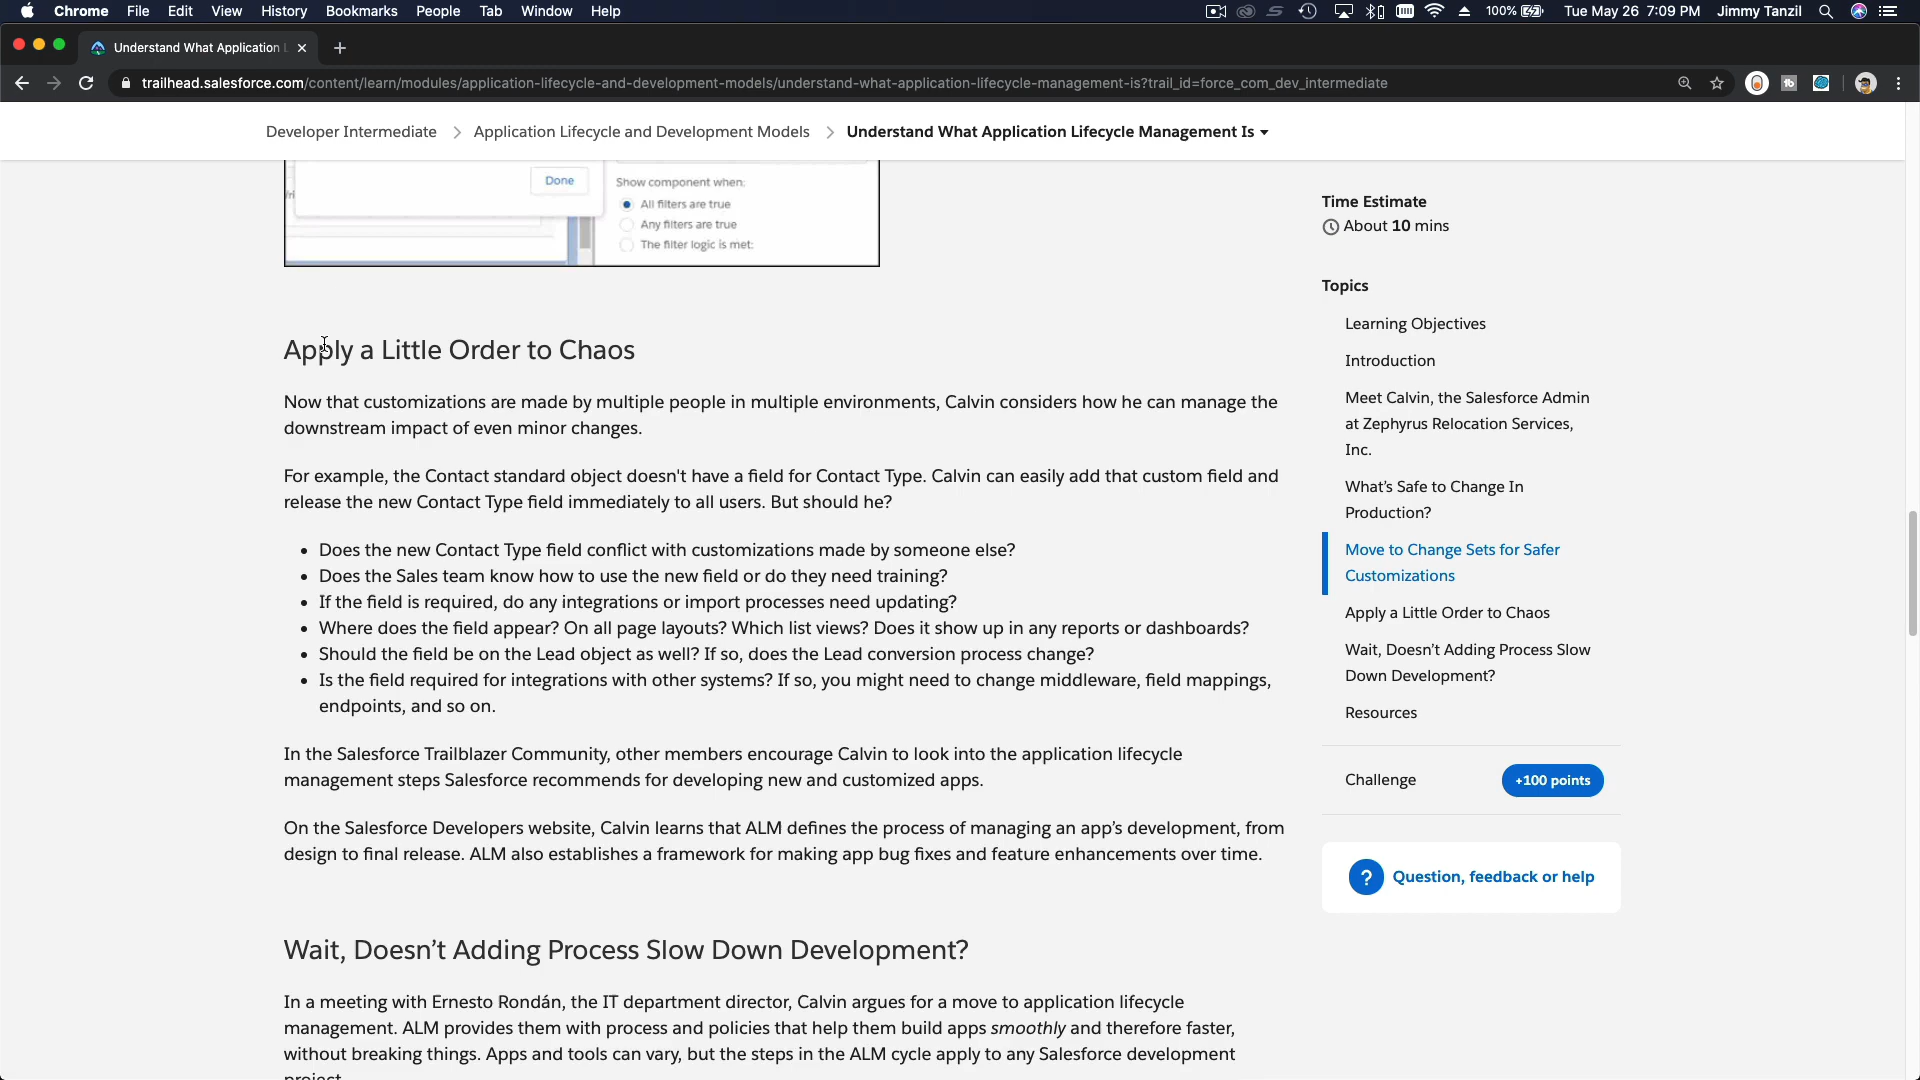 Chrome File Edit View History Bookmarks People Tab Window Help 100% Tue May 26 7:09 PM Jimmy Tanzil
Understand What Application
trailhead.salesforce.com/content/learn/modules/application-lifecycle-and-development-models/understand-what-application-lifecycle-management-is?trail_id=force_com_dev_intermediate
Developer Intermediate > Application Lifecycle and Development Models > Understand What Application Lifecycle Management Is
Done
Show component when:
All filters are true
Any filters are true
The filter logic is met:
Apply a Little Order to Chaos
Now that customizations are made by multiple people in multiple environments, Calvin considers how he can manage the
downstream impact of even minor changes.
For example, the Contact standard object doesn't have a field for Contact Type. Calvin can easily add that custom field and
release the new Contact Type field immediately to all users. But should he?
• Does the new Contact Type field conflict with customizations made by someone else?
• Does the Sales team know how to use the new field or do they need training?
• If the field is required, do any integrations or import processes need updating?
• Where does the field appear? On all page layouts? Which list views? Does it show up in any reports or dashboards?
• Should the field be on the Lead object as well? If so, does the Lead conversion process change?
• Is the field required for integrations with other systems? If so, you might need to change middleware, field mappings,
endpoints, and so on.
In the Salesforce Trailblazer Community, other members encourage Calvin to look into the application lifecycle
management steps Salesforce recommends for developing new and customized apps.
On the Salesforce Developers website, Calvin learns that ALM defines the process of managing an app’s development, from
design to final release. ALM also establishes a framework for making app bug fixes and feature enhancements over time.
Wait, Doesn’t Adding Process Slow Down Development?
In a meeting with Ernesto Rondán, the IT department director, Calvin argues for a move to application lifecycle
management. ALM provides them with process and policies that help them build apps smoothly and therefore faster,
without breaking things. Apps and tools can vary, but the steps in the ALM cycle apply to any Salesforce development
project.
Time Estimate
About 10 mins
Topics
Learning Objectives
Introduction
Meet Calvin, the Salesforce Admin
at Zephyrus Relocation Services,
Inc.
What’s Safe to Change In
Production?
Move to Change Sets for Safer
Customizations
Apply a Little Order to Chaos
Wait, Doesn’t Adding Process Slow
Down Development?
Resources
Challenge +100 points
? Question, feedback or help